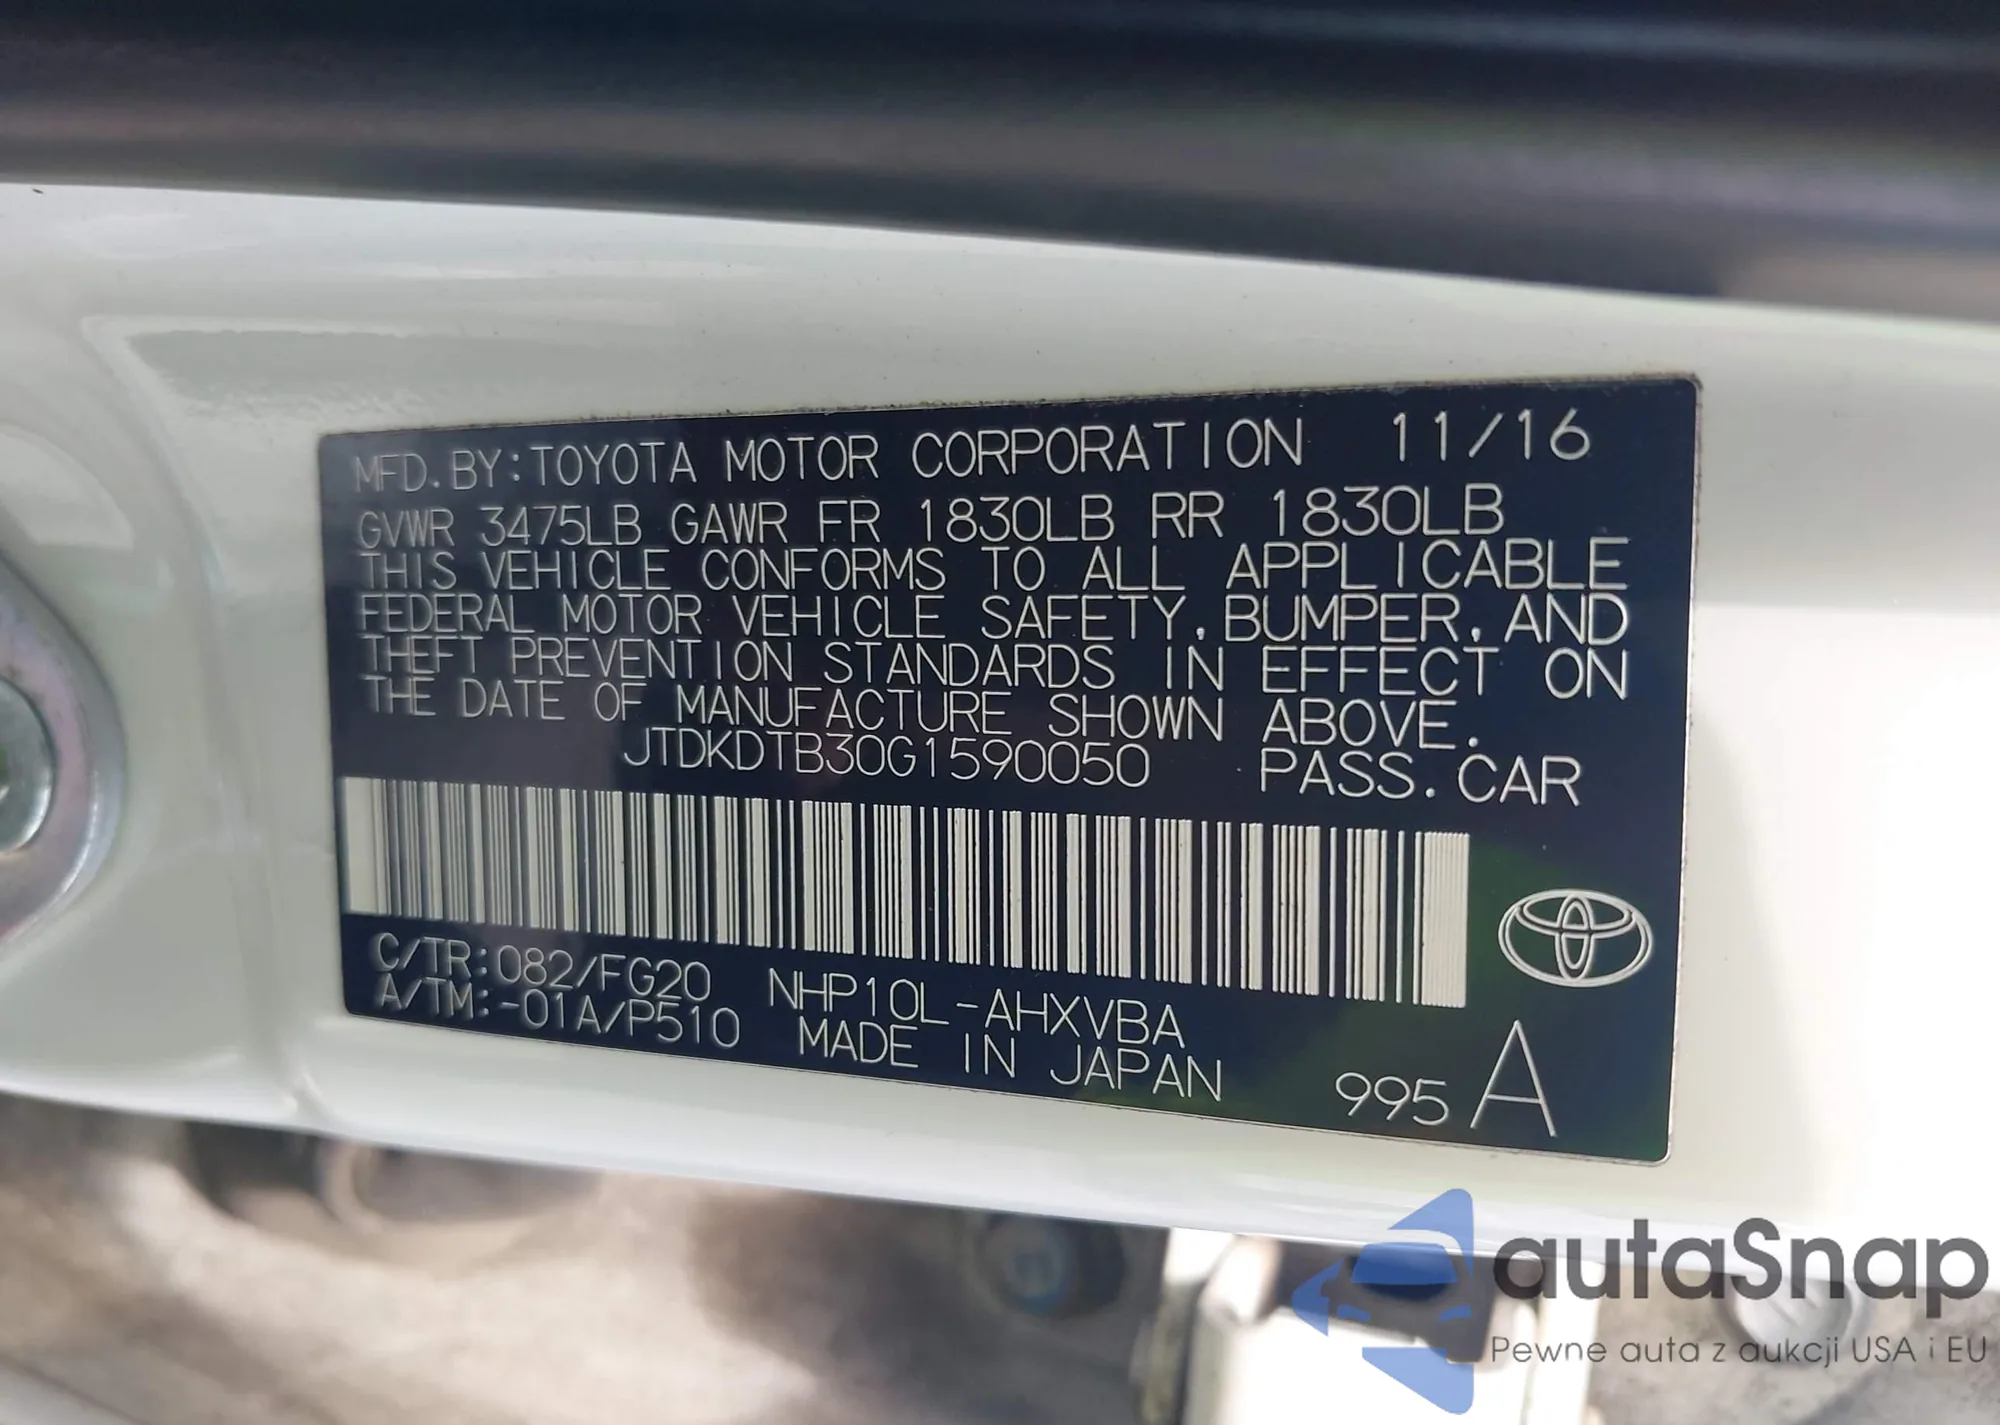 MFD. BY: TOYOTA MOTOR CORPORATION 11/16
GVWR 3475LB GAWR FR 1830LB RR 1830LB
THIS VEHICLE CONFORMS TO ALL APPLICABLE
FEDERAL MOTOR VEHICLE SAFETY, BUMPER, AND
THEFT PREVENTION STANDARDS IN EFFECT ON
THE DATE OF MANUFACTURE SHOWN ABOVE.
JTDKDTB30G1590050 PASS. CAR
C/TR:082/FG20 NHP10L-AHXVBA
A/TM:-01A/P510 MADE IN JAPAN
995 A
autaSnap
Pewne auta z aukcji USA i EU